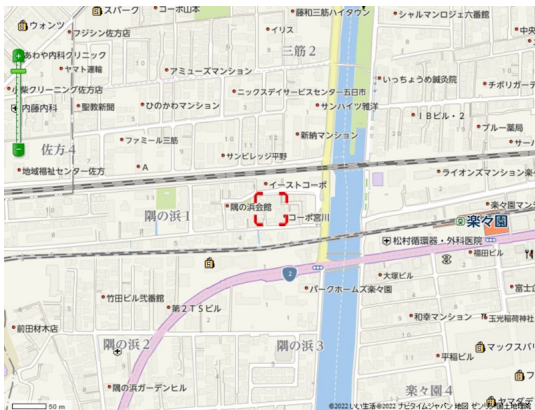 スパーク
コーポ山本
藤和三筋ハイタウン
シャルマンロジェ六番館
ウォンツ
フジシン佐方店
イリス
三筋2
あわや内科クリニック
ヤマト運輸
アミューズマンション
いっちょうめ鍼灸院
小柴クリーニング佐方店
ニックスデイサービスセンター五日市
内藤内科
聖教新聞
ひのかわマンション
サンハイツ雅洋
IBビル・2
新納マンション
ブルー薬局
佐方4
ファミール三筋
サンビレッジ平野
地域福祉センター佐方
A
ライオンズマンション楽
イーストコーポ
隅の浜1
隅の浜会館
コーポ宮川
楽々園マン
楽々園
松村循環器・外科医院
福田ビル
2
大塚ビル
竹田ビル弐番館
パークホームズ楽々園
第2TSビル
前田材木店
和幸マンション
玉光稲荷神社
隅の浜2
隅の浜3
マックスバリ
平稲ビル
隅の浜ガーデンヒル
楽々園4
ヤマダデ
50 m
©2022 いい生活 ©2022 ナビタイムジャパン 地図 ゼンリン 国土地理院